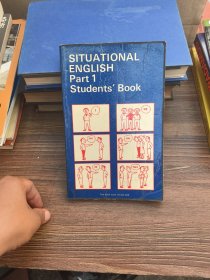 SITUATIONAL
ENGLISH
Part 1
Students' Book